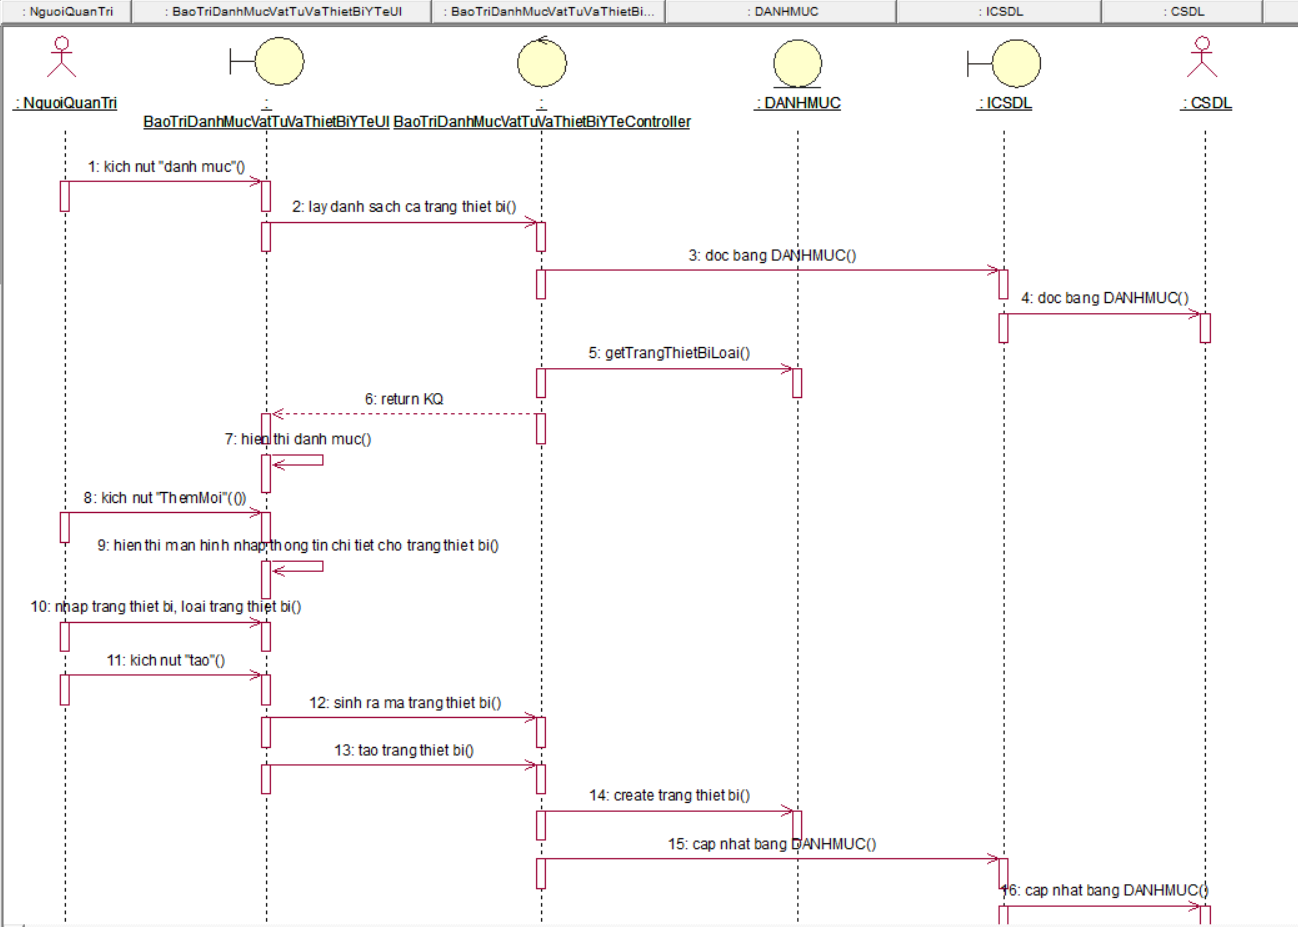 : NguoiQuanTri
: BaoTriDanhMucVatTuVaThietBiYTeUI
: BaoTriDanhMucVatTuVaThietBi...
: DANHMUC
: ICSDL
: CSDL
: NguoiQuanTri
:
BaoTriDanhMucVatTuVaThietBiYTeUI
:
BaoTriDanhMucVatTuVaThietBiYTeController
: DANHMUC
: ICSDL
: CSDL
1: kich nut "danh muc"()
2: lay danh sach ca trang thiet bi()
3: doc bang DANHMUC()
4: doc bang DANHMUC()
5: getTrangThietBiLoai()
6: return KQ
7: hien thi danh muc()
8: kich nut "ThemMoi"(())
9: hien thi man hinh nhap thong tin chi tiet cho trang thiet bi()
10: nhap trang thiet bi, loai trang thiet bi()
11: kich nut "tao"()
12: sinh ra ma trang thiet bi()
13: tao trang thiet bi()
14: create trang thiet bi()
15: cap nhat bang DANHMUC()
16: cap nhat bang DANHMUC()